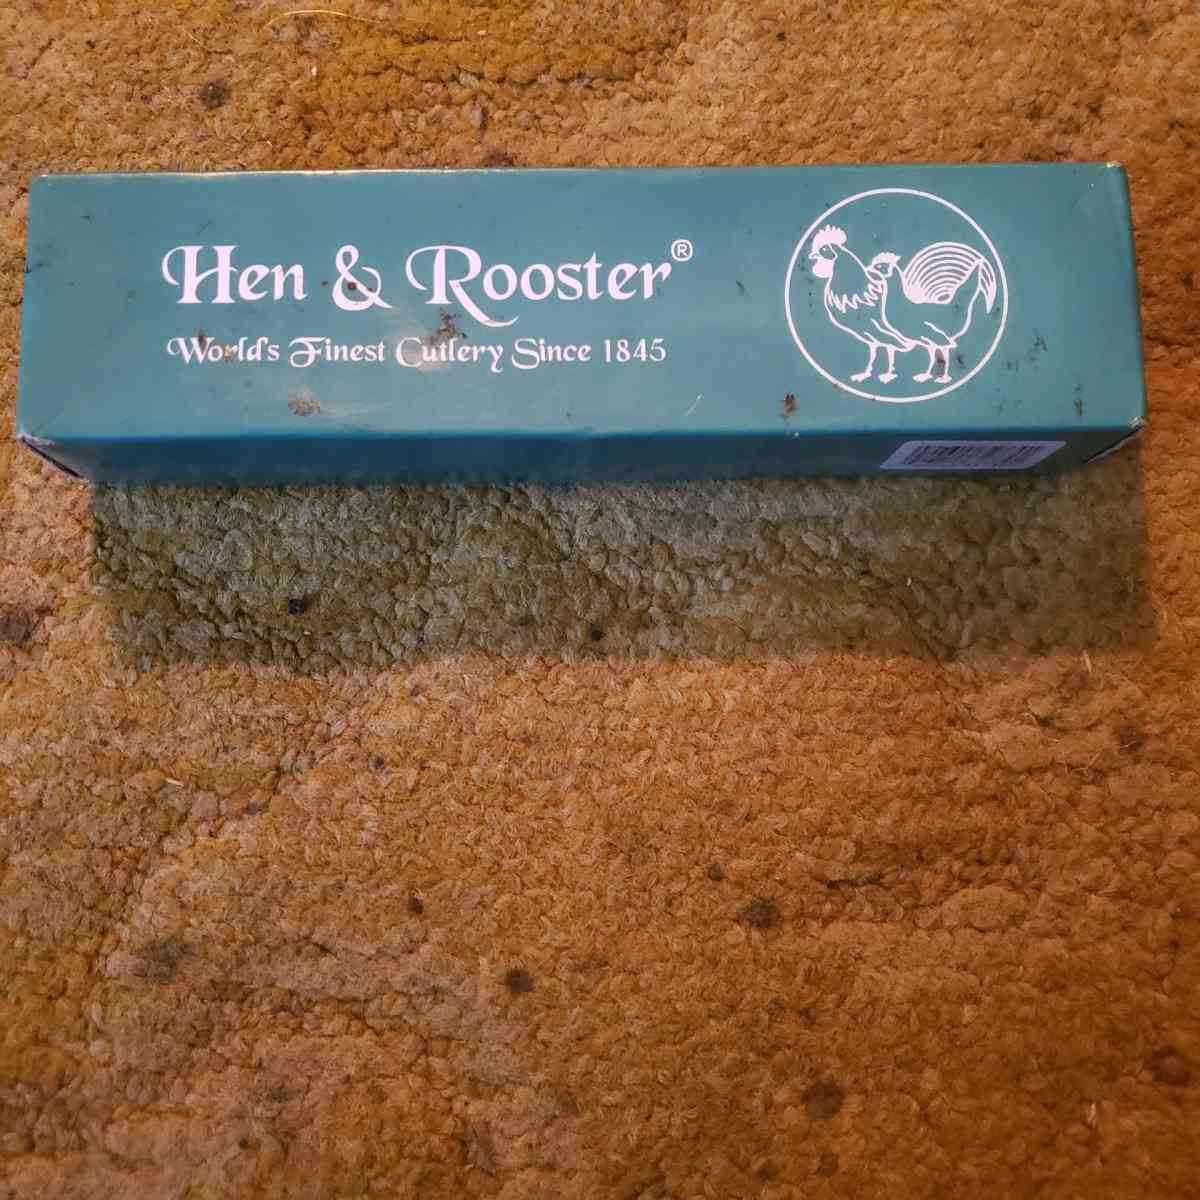 Hen & Rooster®
World's Finest Cutlery Since 1845